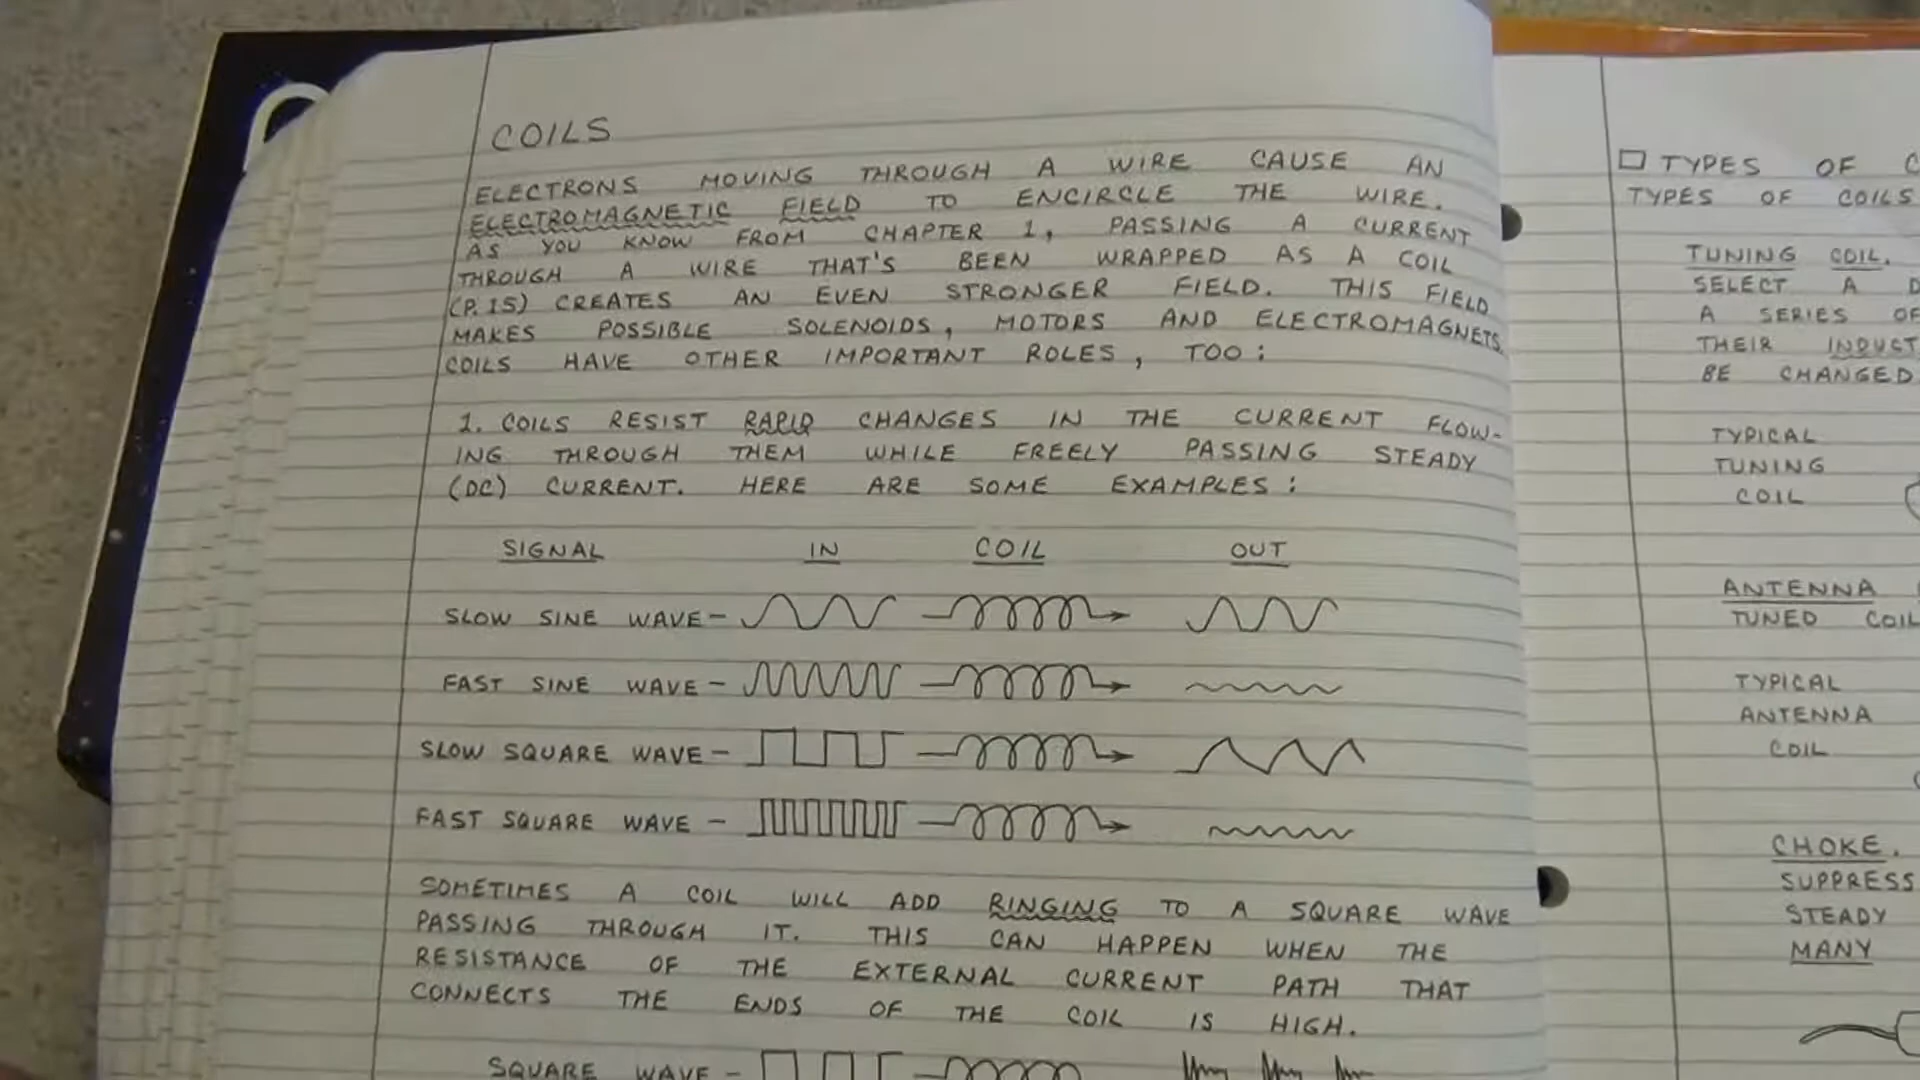 COILS
ELECTRONS MOVING THROUGH A WIRE CAUSE AN
ELECTROMAGNETIC FIELD TO ENCIRCLE THE WIRE.
AS YOU KNOW FROM CHAPTER 1, PASSING A CURRENT
THROUGH A WIRE THAT'S BEEN WRAPPED AS A COIL
(P. 15) CREATES AN EVEN STRONGER FIELD. THIS FIELD
MAKES POSSIBLE SOLENOIDS, MOTORS AND ELECTROMAGNETS.
COILS HAVE OTHER IMPORTANT ROLES, TOO:
1. COILS RESIST RAPID CHANGES IN THE CURRENT FLOW-
ING THROUGH THEM WHILE FREELY PASSING STEADY
(DC) CURRENT. HERE ARE SOME EXAMPLES:
SIGNAL IN COIL OUT
SLOW SINE WAVE –
FAST SINE WAVE –
SLOW SQUARE WAVE –
FAST SQUARE WAVE –
SOMETIMES A COIL WILL ADD RINGING TO A SQUARE WAVE
PASSING THROUGH IT. THIS CAN HAPPEN WHEN THE
RESISTANCE OF THE EXTERNAL CURRENT PATH THAT
CONNECTS THE ENDS OF THE COIL IS HIGH.
SQUARE WAVE –
TYPES OF
TYPES OF COILS
TUNING COIL.
SELECT A
A SERIES OF
THEIR
BE CHANGED
TYPICAL
TUNING
COIL
ANTENNA
TUNED COIL
TYPICAL
ANTENNA
COIL
CHOKE.
SUPPRESS
STEADY
MANY